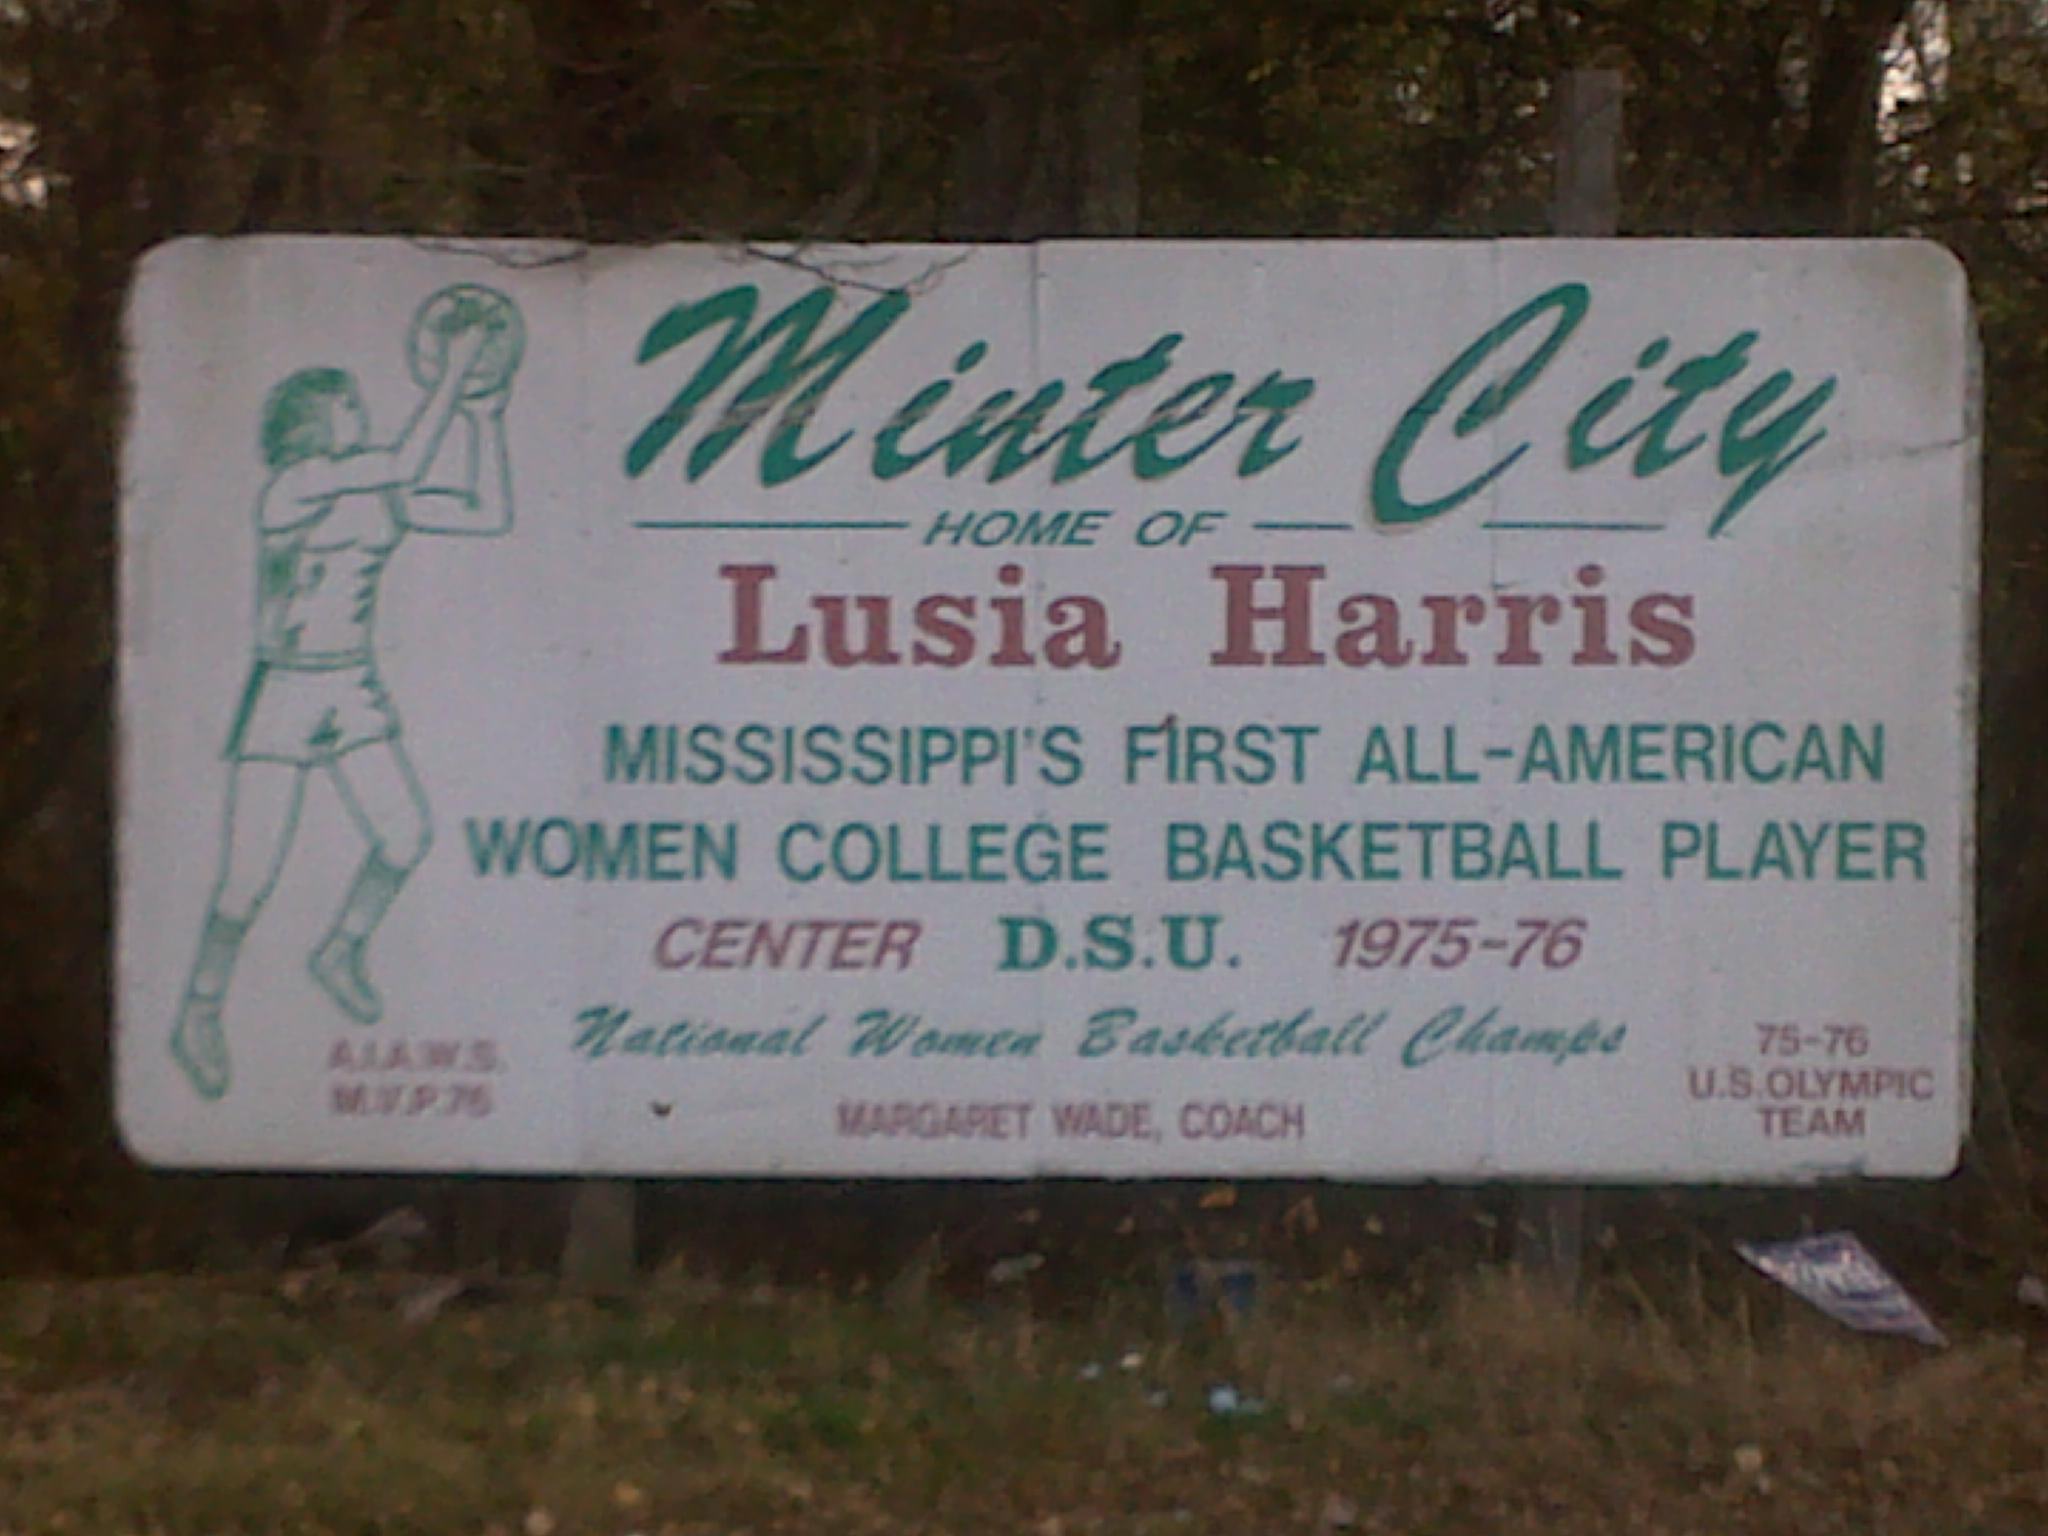 Minter City
HOME OF
Lusia Harris
MISSISSIPPI'S FIRST ALL-AMERICAN
WOMEN COLLEGE BASKETBALL PLAYER
CENTER D.S.U. 1975-76
National Women Basketball Champs
A.I.A.W.S.
M.V.P.76
MARGARET WADE, COACH
75-76
U.S.OLYMPIC
TEAM